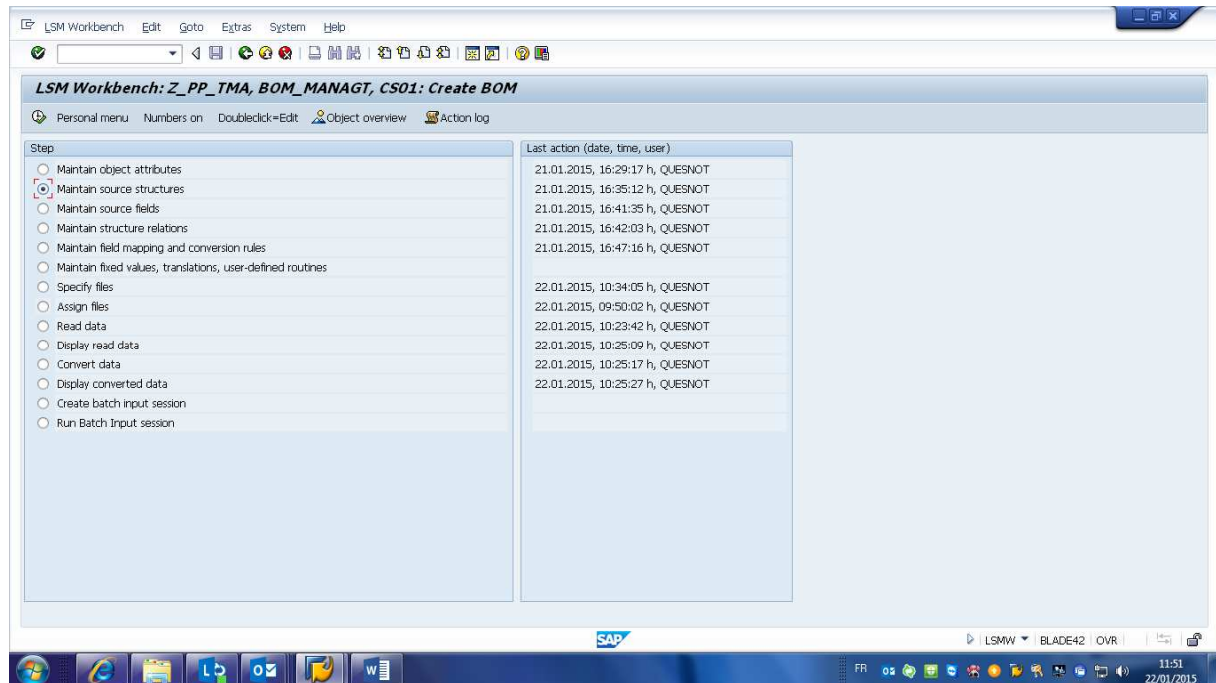 LSM Workbench Edit Goto Extras System Help
LSM Workbench: Z_PP_TMA, BOM_MANAGT, CS01: Create BOM
Personal menu Numbers on Doubleclick=Edit Object overview Action log
Step Last action (date, time, user)
Maintain object attributes 21.01.2015, 16:29:17 h, QUESNOT
Maintain source structures 21.01.2015, 16:35:12 h, QUESNOT
Maintain source fields 21.01.2015, 16:41:35 h, QUESNOT
Maintain structure relations 21.01.2015, 16:42:03 h, QUESNOT
Maintain field mapping and conversion rules 21.01.2015, 16:47:16 h, QUESNOT
Maintain fixed values, translations, user-defined routines
Specify files 22.01.2015, 10:34:05 h, QUESNOT
Assign files 22.01.2015, 09:50:02 h, QUESNOT
Read data 22.01.2015, 10:23:42 h, QUESNOT
Display read data 22.01.2015, 10:25:09 h, QUESNOT
Convert data 22.01.2015, 10:25:17 h, QUESNOT
Display converted data 22.01.2015, 10:25:27 h, QUESNOT
Create batch input session
Run Batch Input session
SAP LSMW BLADE42 OVR
FR 11:51
22/01/2015